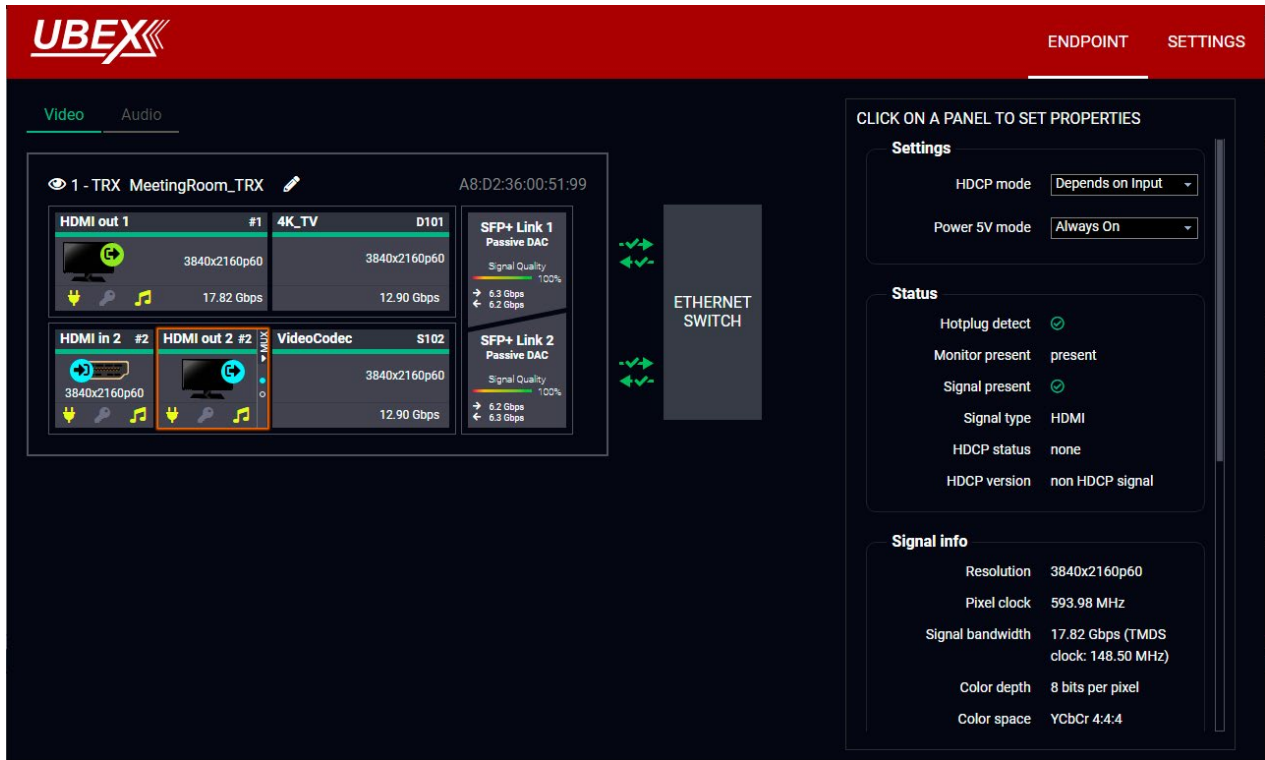 UBEX
ENDPOINT SETTINGS
Video Audio
1 - TRX MeetingRoom_TRX A8:D2:36:00:51:99
HDMI out 1 #1
3840x2160p60
17.82 Gbps
4K_TV D101
3840x2160p60
12.90 Gbps
SFP+ Link 1
Passive DAC
Signal Quality
100%
→ 6.3 Gbps
← 6.2 Gbps
HDMI in 2 #2
3840x2160p60
HDMI out 2 #2
MUX
VideoCodec S102
3840x2160p60
12.90 Gbps
SFP+ Link 2
Passive DAC
Signal Quality
100%
→ 6.2 Gbps
← 6.3 Gbps
ETHERNET
SWITCH
CLICK ON A PANEL TO SET PROPERTIES
Settings
HDCP mode Depends on Input
Power 5V mode Always On
Status
Hotplug detect
Monitor present present
Signal present
Signal type HDMI
HDCP status none
HDCP version non HDCP signal
Signal info
Resolution 3840x2160p60
Pixel clock 593.98 MHz
Signal bandwidth 17.82 Gbps (TMDS
clock: 148.50 MHz)
Color depth 8 bits per pixel
Color space YCbCr 4:4:4